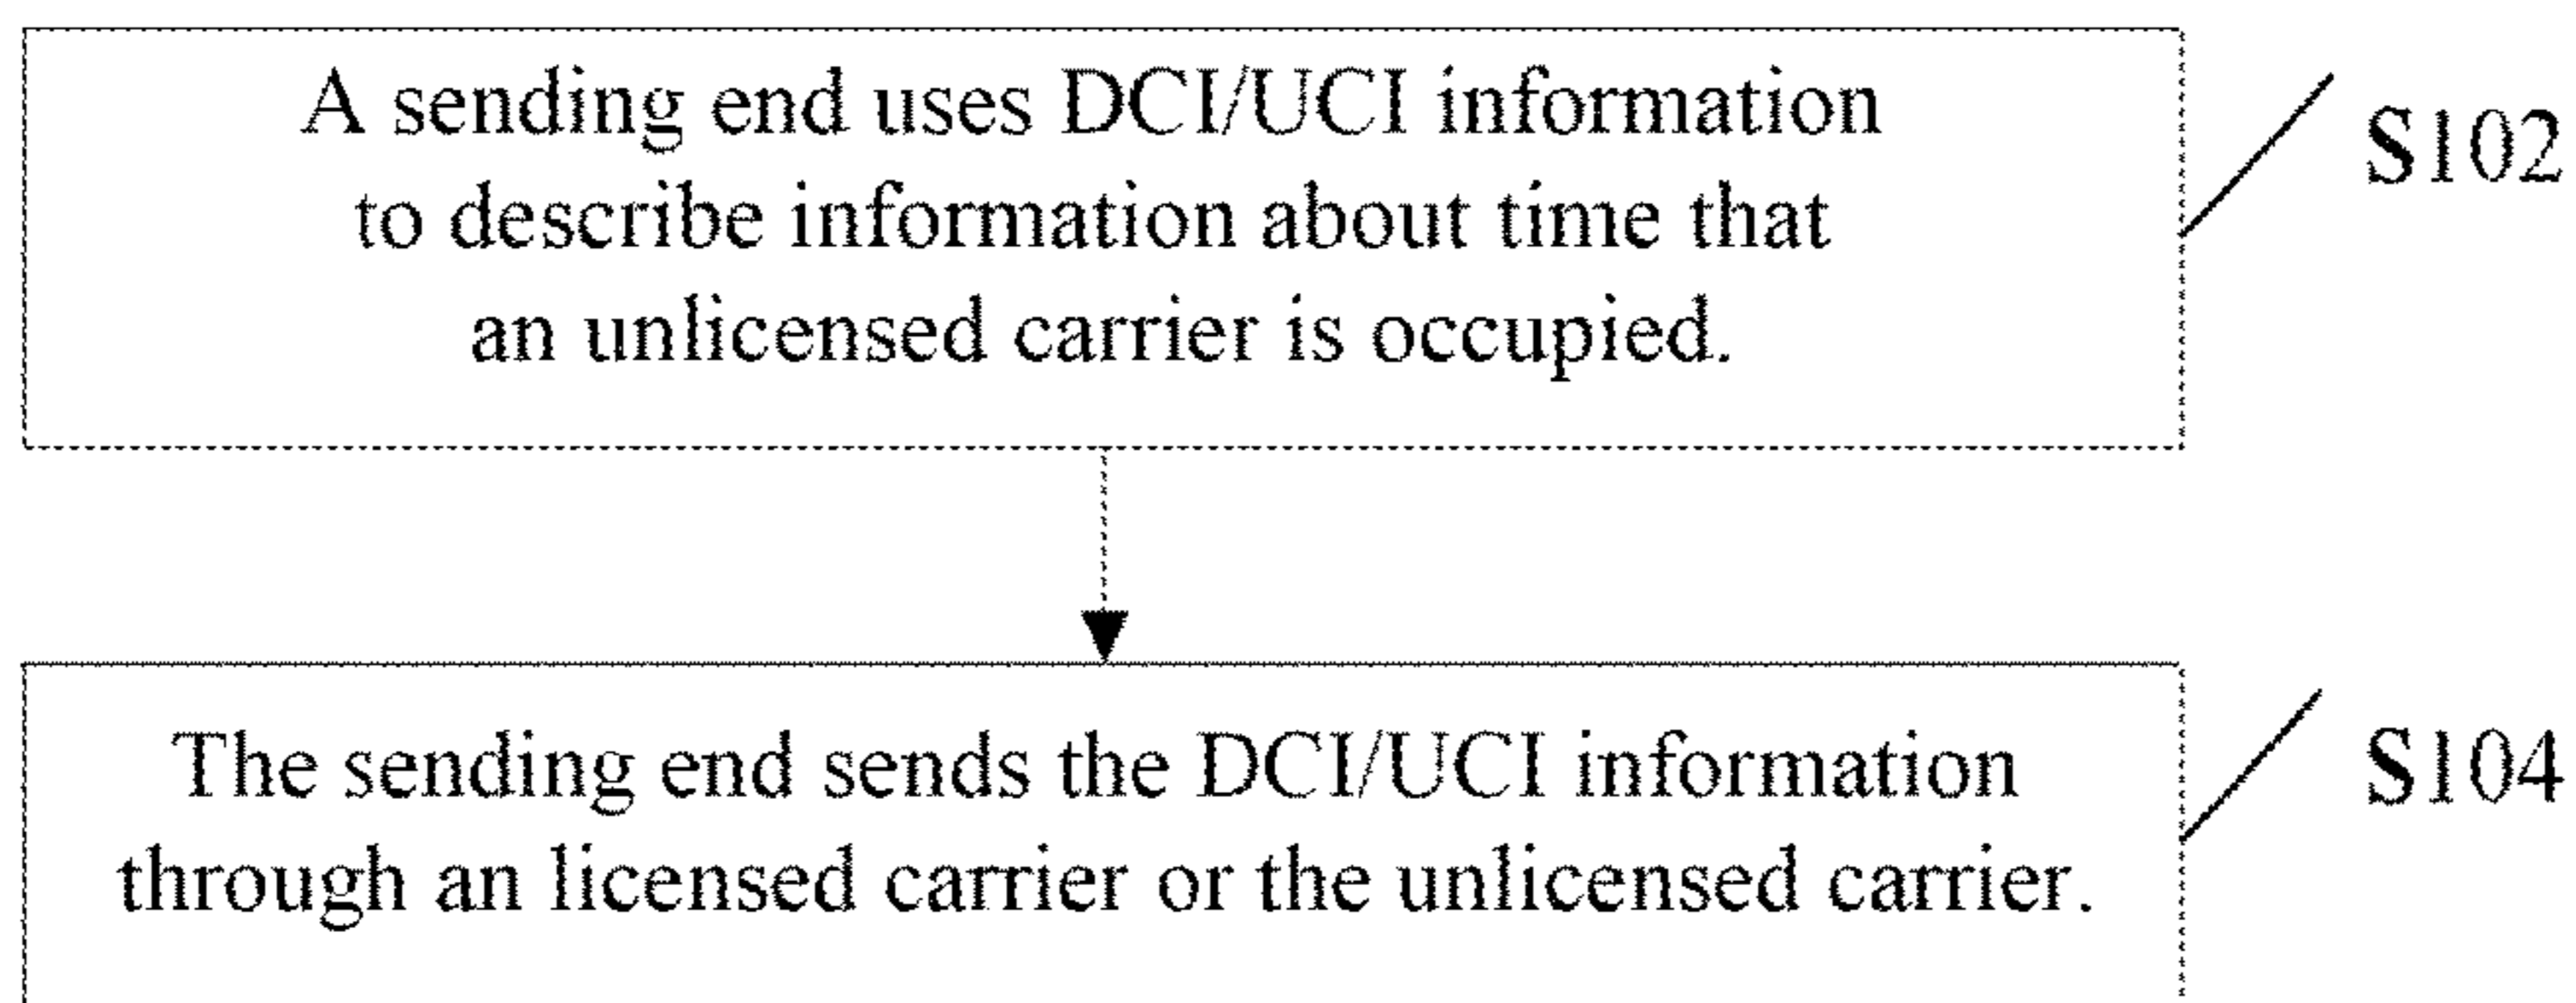 A sending end uses DCI/UCI information
to describe information about time that
an unlicensed carrier is occupied.
S102
The sending end sends the DCI/UCI information
through an licensed carrier or the unlicensed carrier.
S104